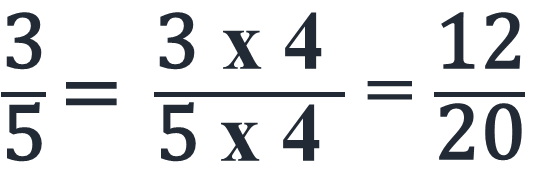 3/5 = 3 x 4/5 x 4 = 12/20